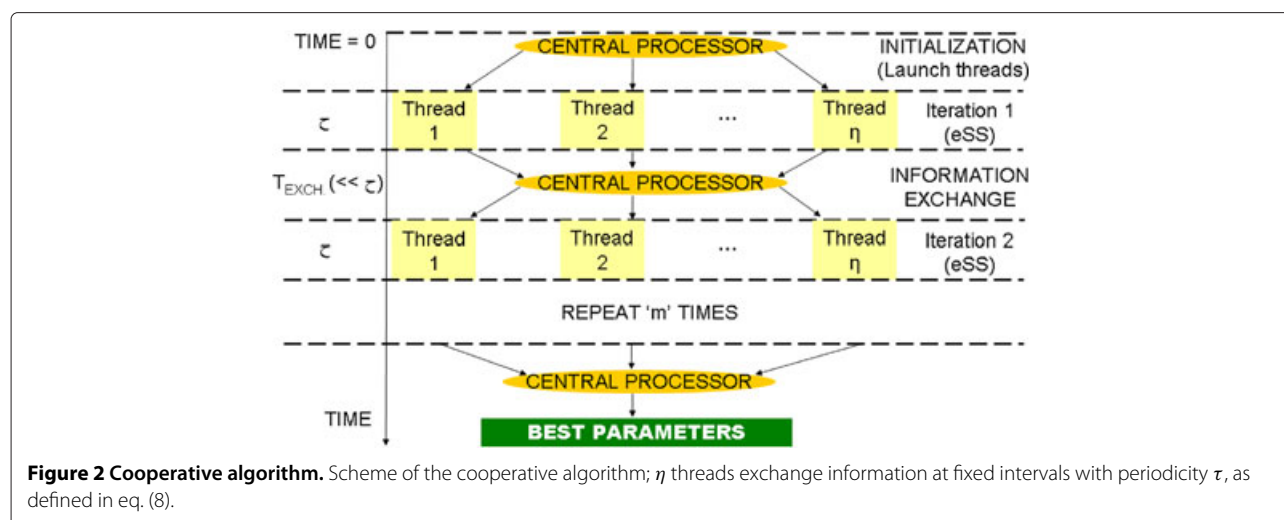 TIME = 0
CENTRAL PROCESSOR
INITIALIZATION
(Launch threads)
τ
Thread
1
Thread
2
...
Thread
η
Iteration 1
(eSS)
T_EXCH. (<< τ)
CENTRAL PROCESSOR
INFORMATION
EXCHANGE
τ
Thread
1
Thread
2
...
Thread
η
Iteration 2
(eSS)
REPEAT 'm' TIMES
CENTRAL PROCESSOR
TIME
BEST PARAMETERS
Figure 2 Cooperative algorithm. Scheme of the cooperative algorithm; η threads exchange information at fixed intervals with periodicity τ, as
defined in eq. (8).